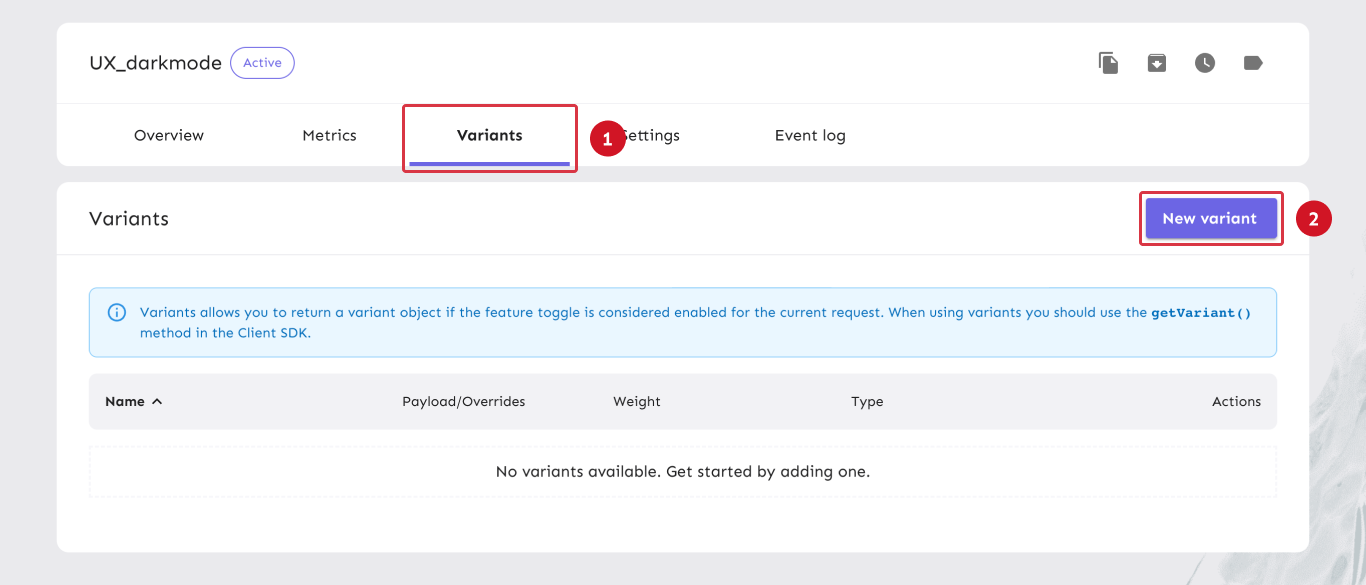 UX_darkmode Active
Overview Metrics Variants 1 Settings Event log
Variants New variant 2
Variants allows you to return a variant object if the feature toggle is considered enabled for the current request. When using variants you should use the getVariant()
method in the Client SDK.
Name Payload/Overrides Weight Type Actions
No variants available. Get started by adding one.